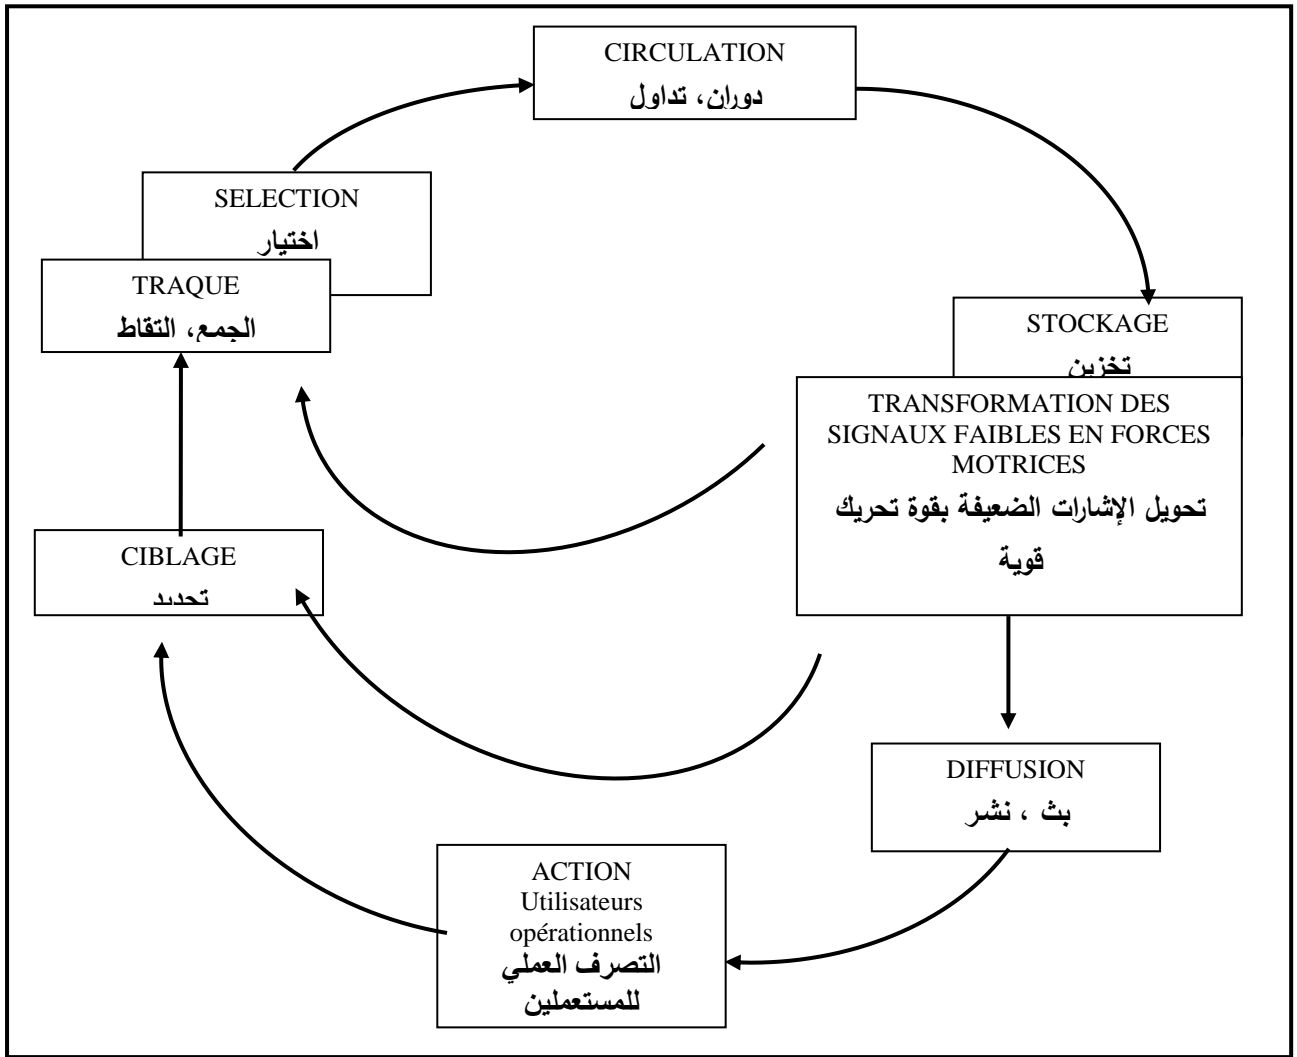 CIRCULATION
دوران، تداول
SELECTION
اختيار
TRAQUE
الجمع، التقاط
STOCKAGE
تخزين
TRANSFORMATION DES
SIGNAUX FAIBLES EN FORCES
MOTRICES
تحويل الإشارات الضعيفة بقوة تحريك
قوية
CIBLAGE
تحديد
DIFFUSION
بث ، نشر
ACTION
Utilisateurs
opérationnels
التصرف العملي
للمستعملين